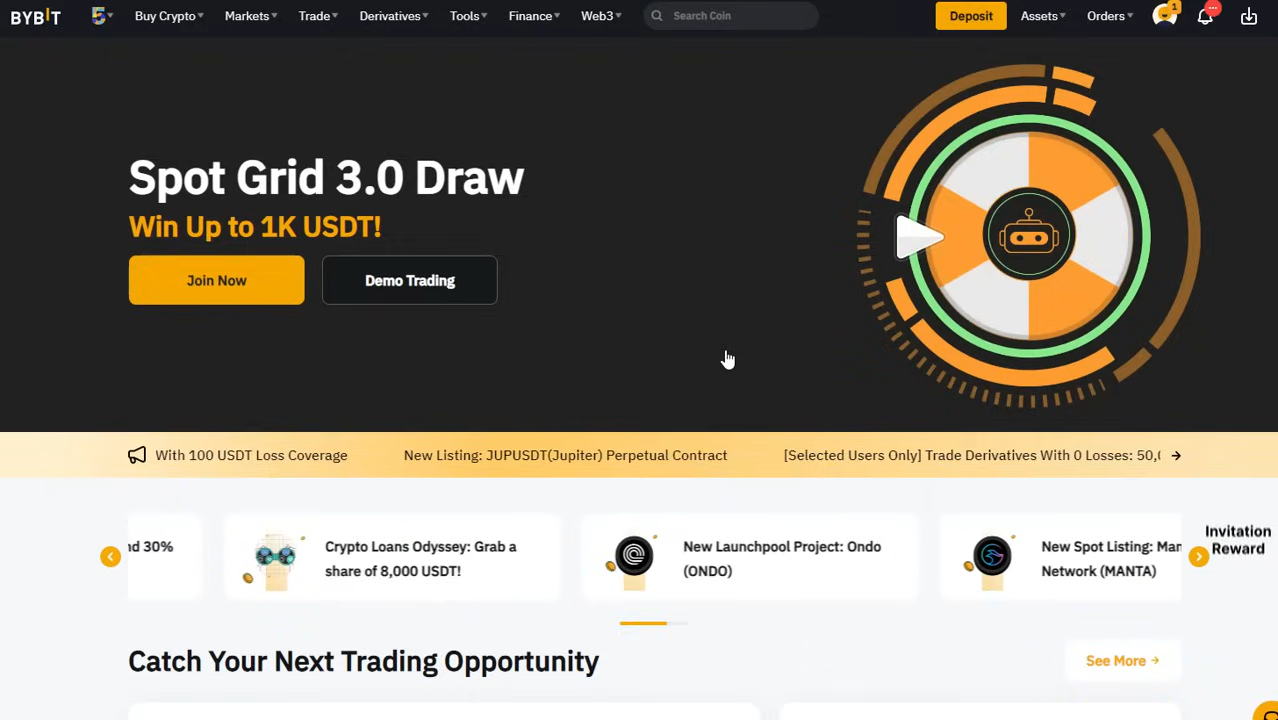 BYBIT
Buy Crypto
Markets
Trade
Derivatives
Tools
Finance
Web3
Search Coin
Deposit
Assets
Orders
1
Spot Grid 3.0 Draw
Win Up to 1K USDT!
Join Now
Demo Trading
With 100 USDT Loss Coverage
New Listing: JUPUSDT(Jupiter) Perpetual Contract
[Selected Users Only] Trade Derivatives With 0 Losses: 50,
nd 30%
Crypto Loans Odyssey: Grab a
share of 8,000 USDT!
New Launchpool Project: Ondo
(ONDO)
New Spot Listing: Man
Network (MANTA)
Invitation
Reward
Catch Your Next Trading Opportunity
See More